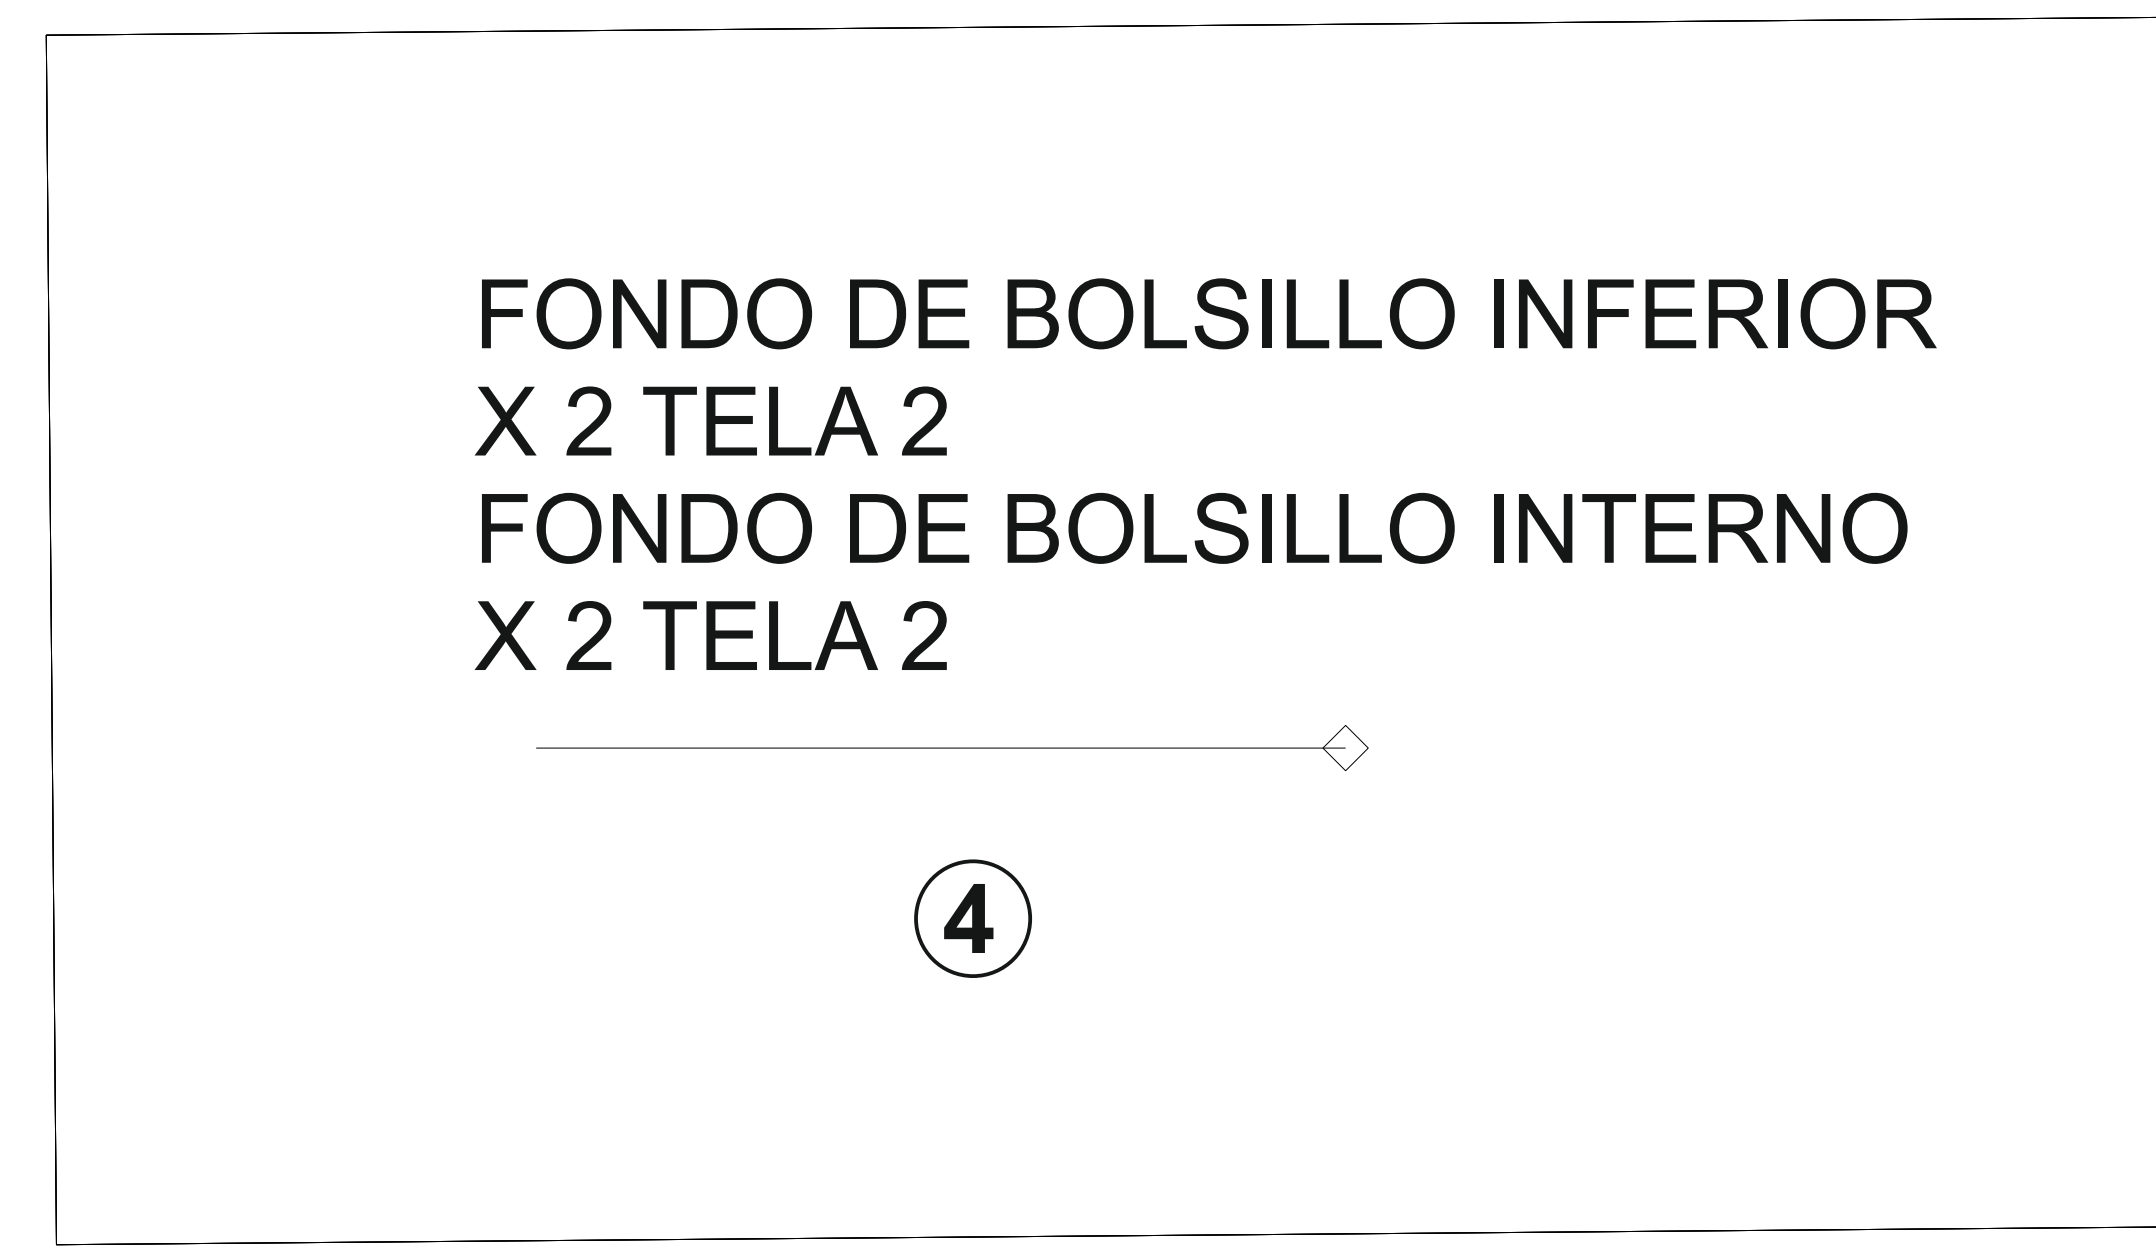 FONDO DE BOLSILLO INFERIOR
X 2 TELA 2
FONDO DE BOLSILLO INTERNO
X 2 TELA 2
4